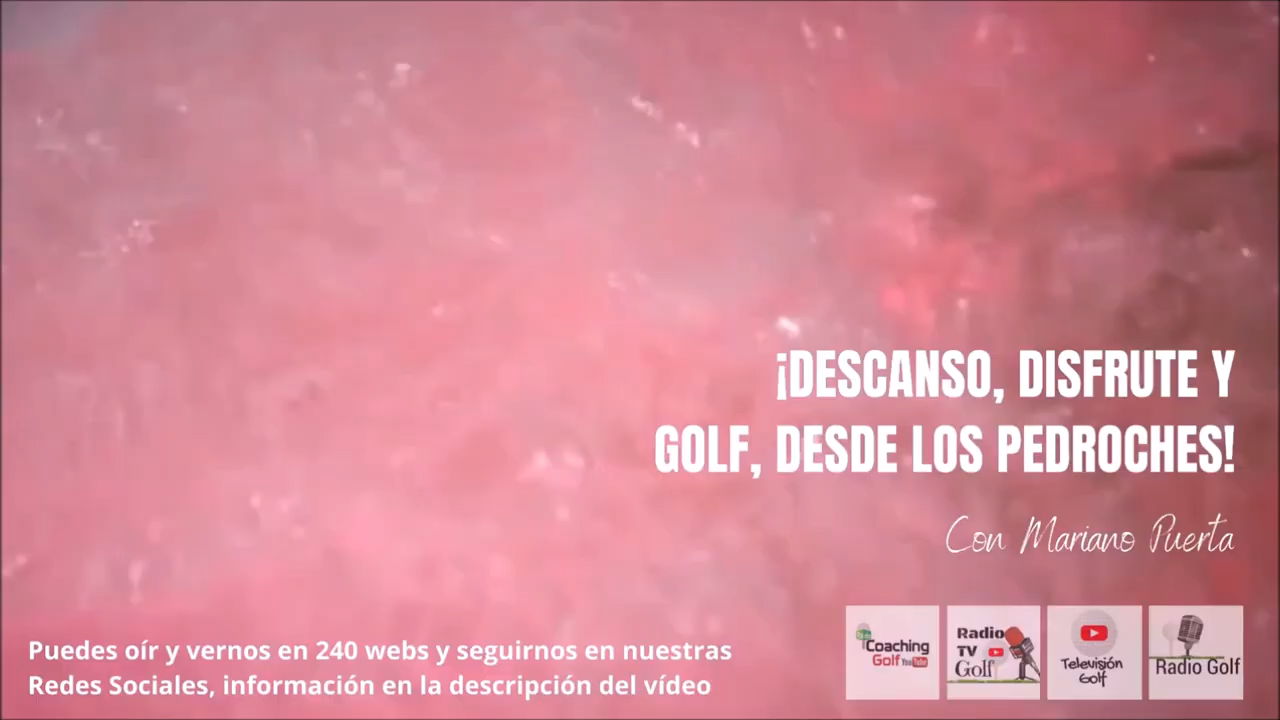 ¡DESCANSO, DISFRUTE Y
GOLF, DESDE LOS PEDROCHES!
Con Mariano Puerta
Puedes oír y vernos en 240 webs y seguirnos en nuestras
Redes Sociales, información en la descripción del vídeo
Coaching
Golf YouTube
Radio
TV
Golf
Televisión
Golf
Radio Golf